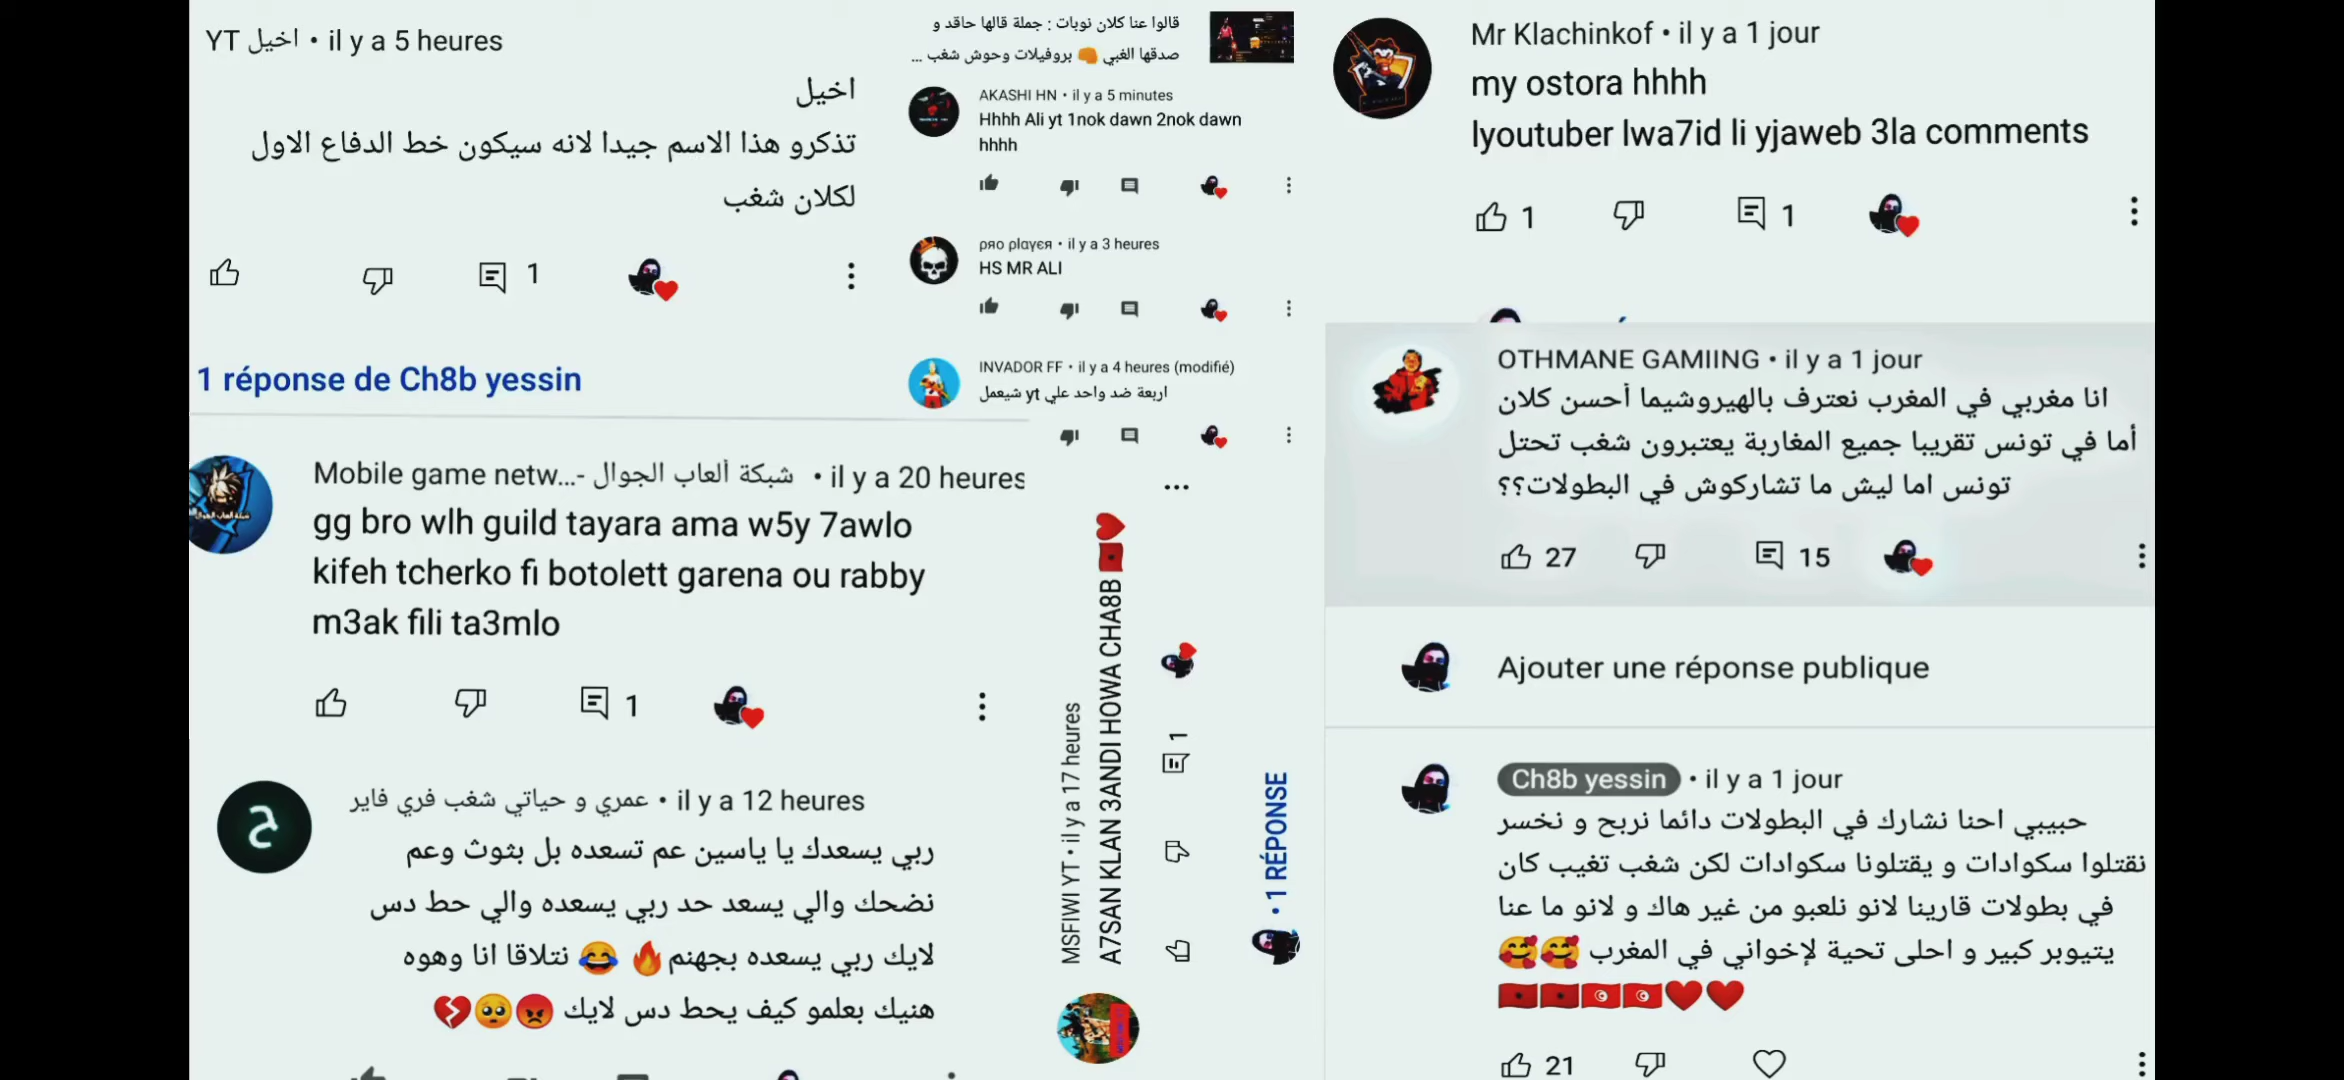 اخيل YT • il y a 5 heures
اخيل
تذكرو هذا الاسم جيدا لانه سيكون خط الدفاع الاول
لكلان شغب
1
1 réponse de Ch8b yessin
Mobile game netw...- شبكة ألعاب الجوال • il y a 20 heures
gg bro wlh guild tayara ama w5y 7awlo
kifeh tcherko fi botolett garena ou rabby
m3ak fili ta3mlo
1
عمري و حياتي شغب فري فاير • il y a 12 heures
ربي يسعدك يا ياسين عم تسعده بل بثوث وعم
نضحك والي يسعد حد ربي يسعده والي حط دس
لايك ربي يسعده بجهنم🔥 😂 نتلاقا انا وهوه
هنيك بعلمو كيف يحط دس لايك 😡🥺💔
قالوا عنا كلان نوبات : جملة قالها حاقد و
صدقها الغبي 👊 بروفيلات وحوش شغب ...
AKASHI HN • il y a 5 minutes
Hhhh Ali yt 1nok dawn 2nok dawn
hhhh
ρяσ ρlαуєя • il y a 3 heures
HS MR ALI
INVADOR FF • il y a 4 heures (modifié)
اربعة ضد واحد علي yt شيعمل
MSFIWI YT • il y a 17 heures
A7SAN KLAN 3ANDI HOWA CHA8B 🇲🇦❤️
1
• 1 RÉPONSE
Mr Klachinkof • il y a 1 jour
my ostora hhhh
lyoutuber lwa7id li yjaweb 3la comments
1 1
OTHMANE GAMIING • il y a 1 jour
انا مغربي في المغرب نعترف بالهيروشيما أحسن كلان
أما في تونس تقريبا جميع المغاربة يعتبرون شغب تحتل
تونس اما ليش ما تشاركوش في البطولات؟؟
27 15
Ajouter une réponse publique
Ch8b yessin • il y a 1 jour
حبيبي احنا نشارك في البطولات دائما نربح و نخسر
نقتلوا سكوادات و يقتلونا سكوادات لكن شغب تغيب كان
في بطولات قارينا لانو نلعبو من غير هاك و لانو ما عنا
يتيوبر كبير و احلى تحية لإخواني في المغرب 🥰🥰
🇲🇦🇲🇦🇹🇳🇹🇳❤️❤️
21